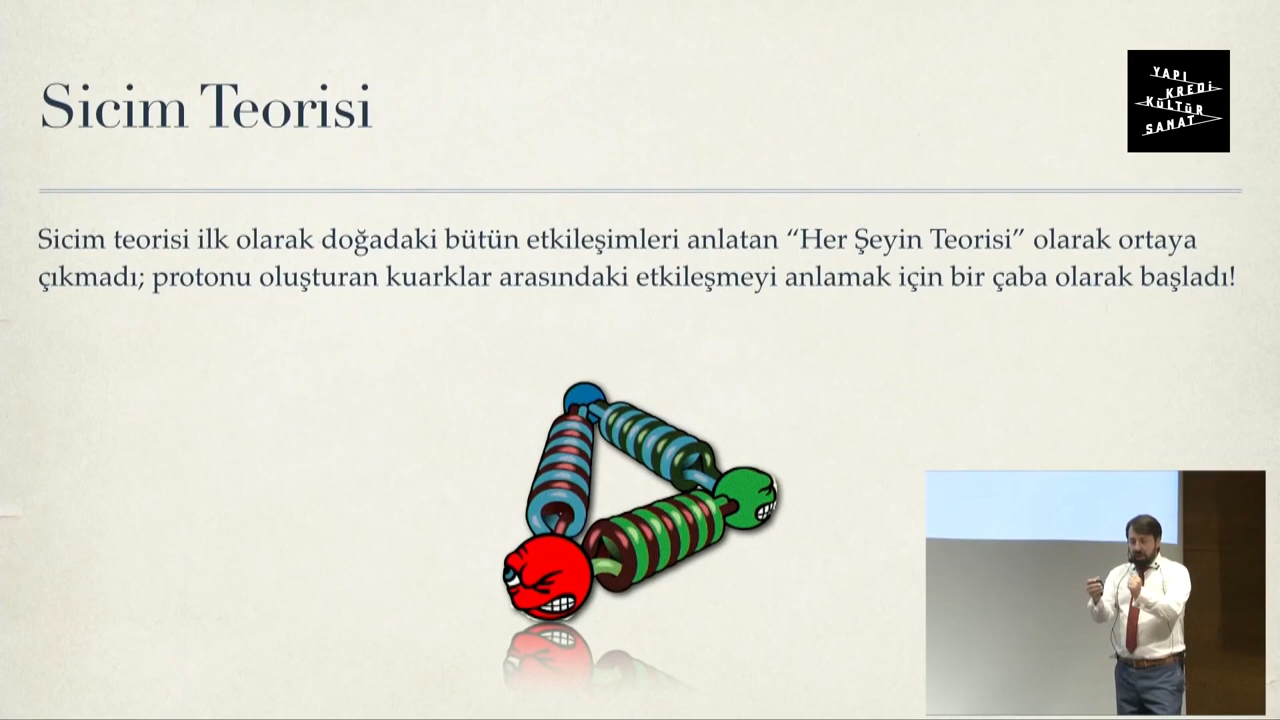 Sicim Teorisi
YAPI
KREDİ
KÜLTÜR
SANAT
Sicim teorisi ilk olarak doğadaki bütün etkileşimleri anlatan “Her Şeyin Teorisi” olarak ortaya
çıkmadı; protonu oluşturan kuarklar arasındaki etkileşmeyi anlamak için bir çaba olarak başladı!